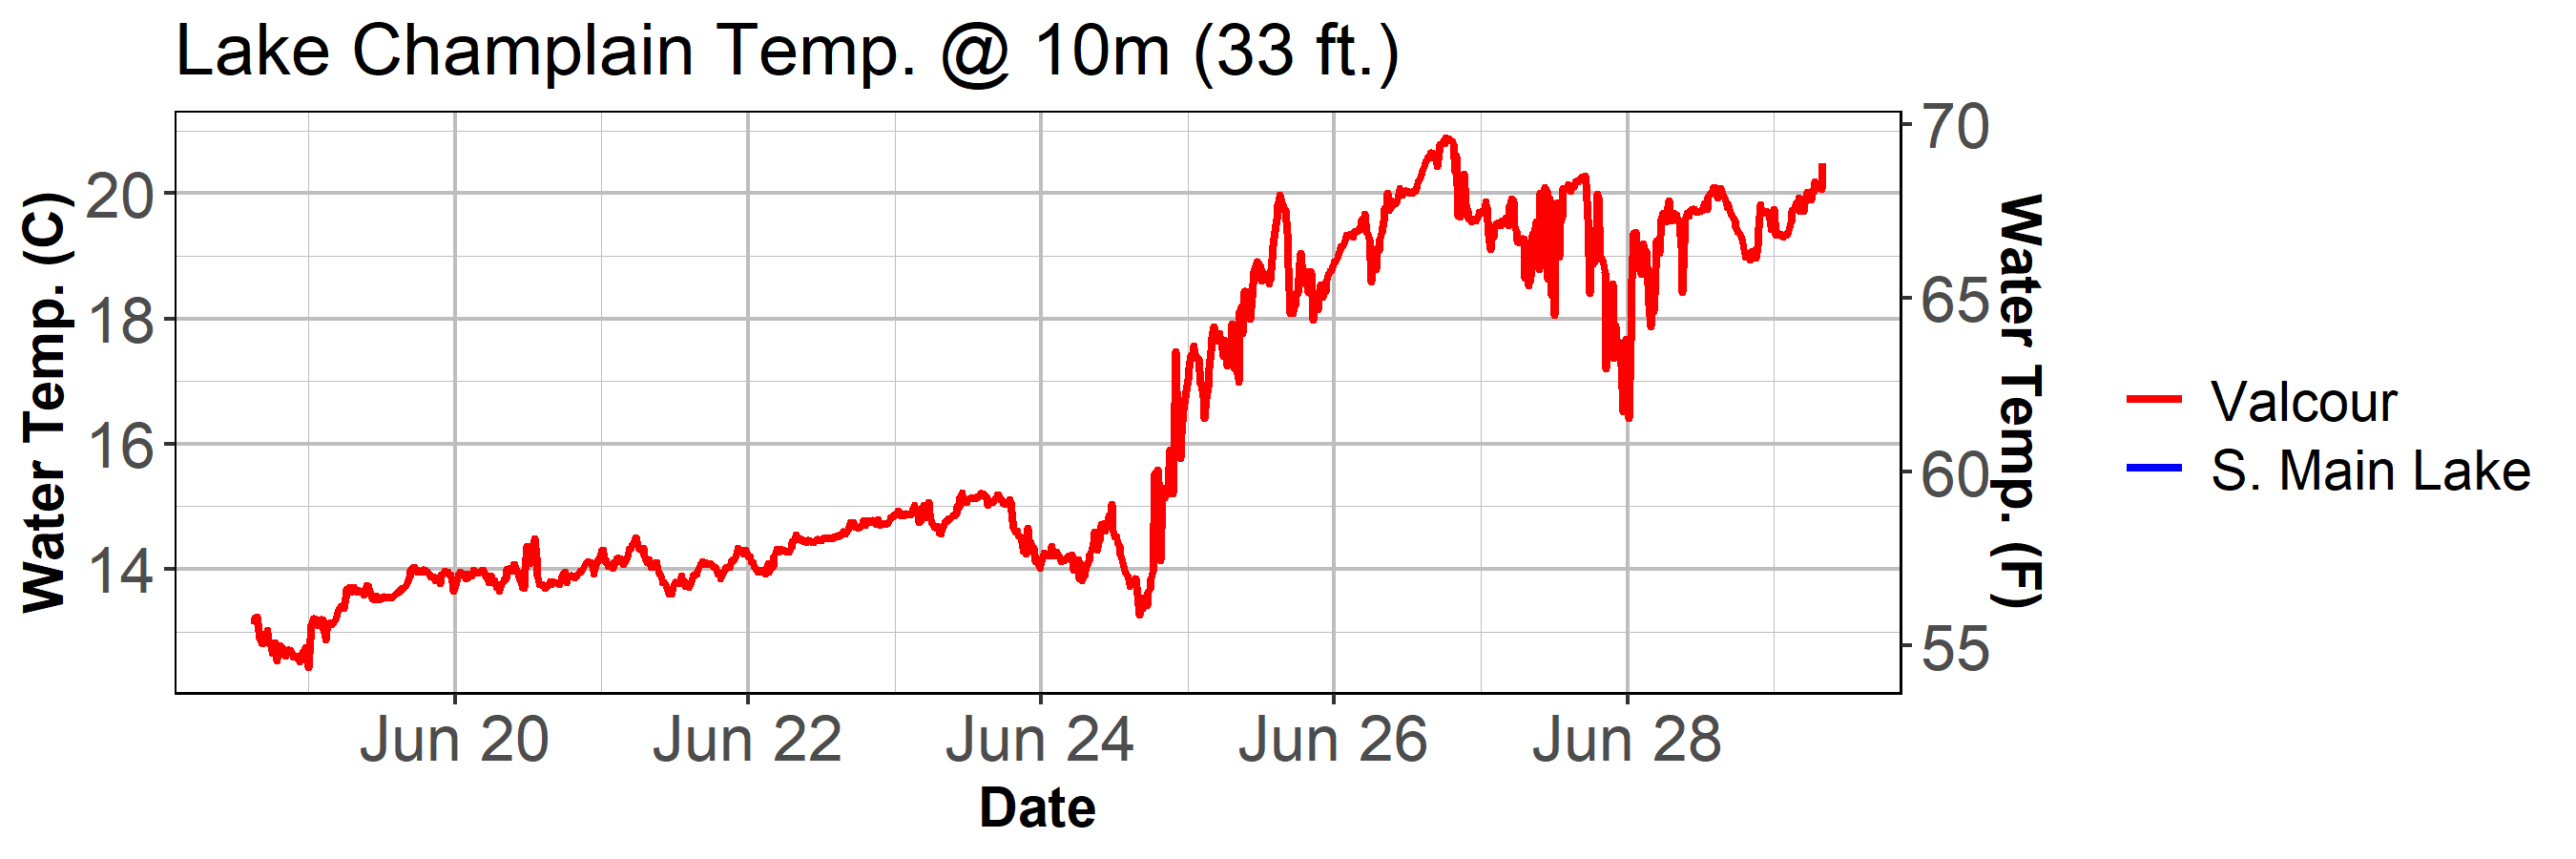 Lake Champlain Temp. @ 10m (33 ft.)
Water Temp. (C)
20
18
16
14
70
65
60
55
Water Temp. (F)
Jun 20
Jun 22
Jun 24
Jun 26
Jun 28
Date
Valcour
S. Main Lake